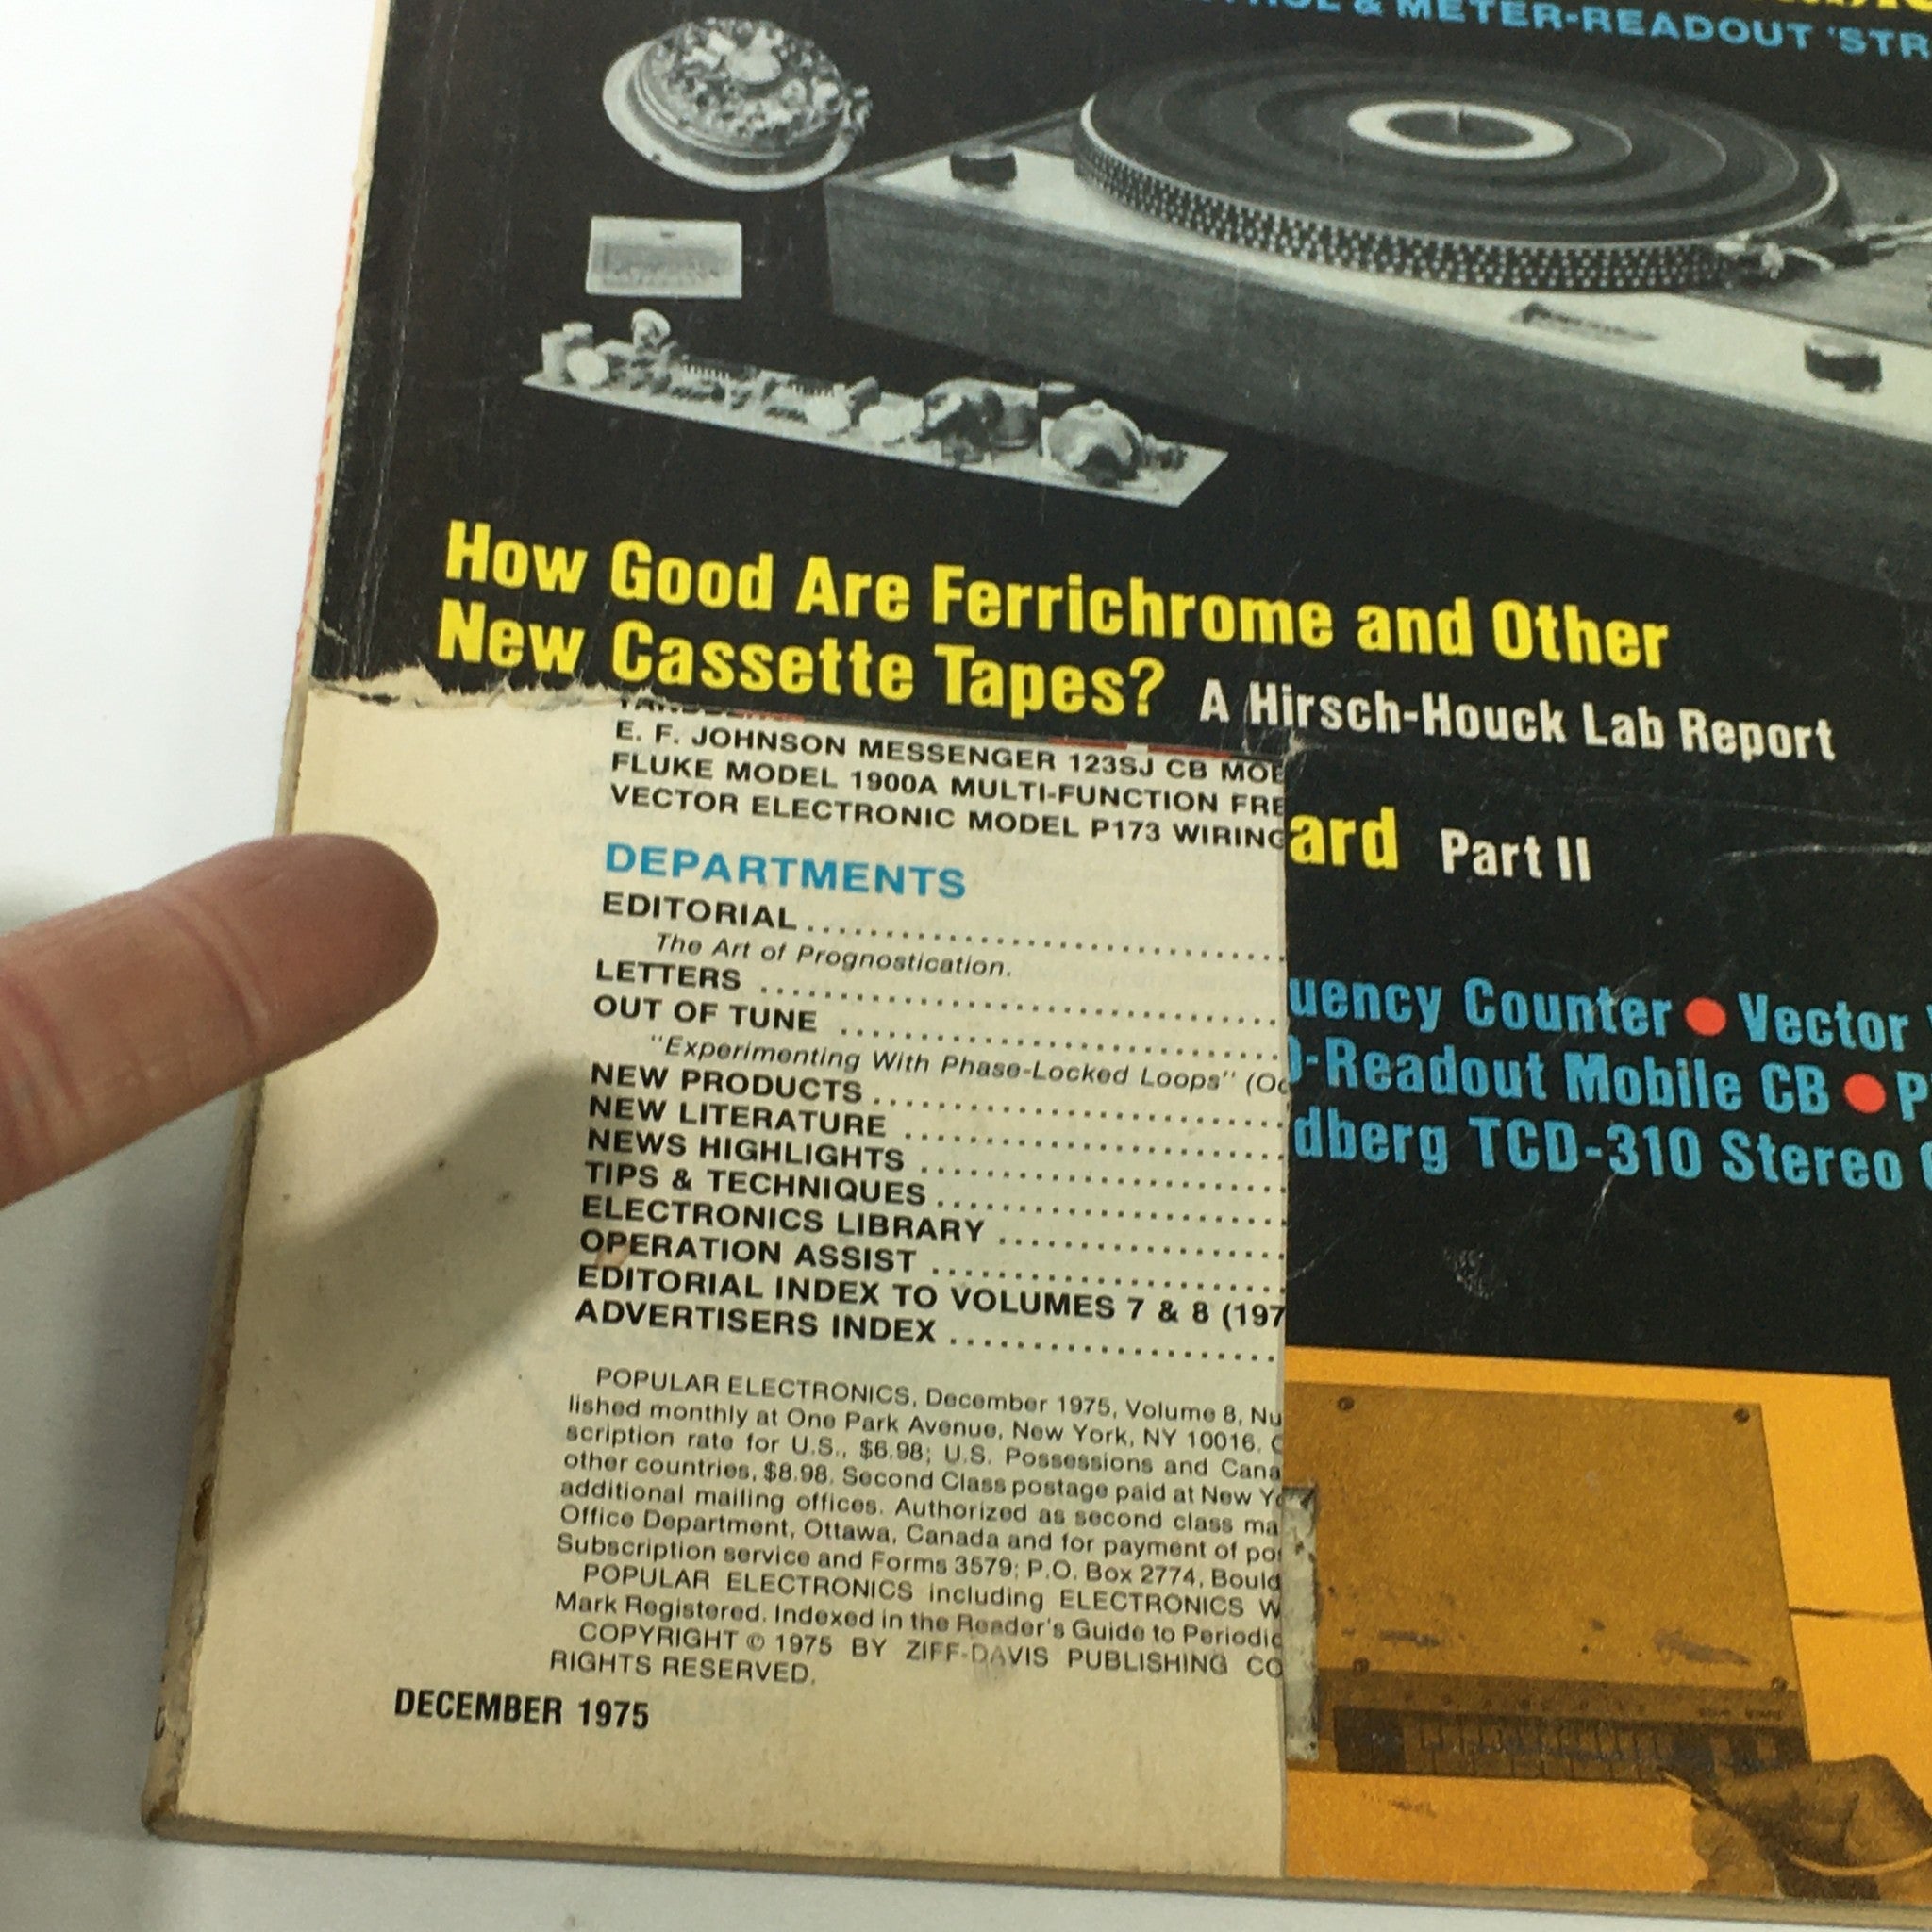 & METER-READOUT 'STR
How Good Are Ferrichrome and Other
New Cassette Tapes? A Hirsch-Houck Lab Report
E. F. JOHNSON MESSENGER 123SJ CB MOB
FLUKE MODEL 1900A MULTI-FUNCTION FRE
VECTOR ELECTRONIC MODEL P173 WIRING
DEPARTMENTS
EDITORIAL
The Art of Prognostication.
LETTERS
OUT OF TUNE
"Experimenting With Phase-Locked Loops" (Oc
NEW PRODUCTS
NEW LITERATURE
NEWS HIGHLIGHTS
TIPS & TECHNIQUES
ELECTRONICS LIBRARY
OPERATION ASSIST
EDITORIAL INDEX TO VOLUMES 7 & 8 (197
ADVERTISERS INDEX
POPULAR ELECTRONICS, December 1975, Volume 8, Nu
lished monthly at One Park Avenue, New York, NY 10016. C
scription rate for U.S., $6.98; U.S. Possessions and Cana
other countries, $8.98. Second Class postage paid at New Yo
additional mailing offices. Authorized as second class ma
Office Department, Ottawa, Canada and for payment of pos
Subscription service and Forms 3579; P.O. Box 2774, Bould
POPULAR ELECTRONICS including ELECTRONICS W
Mark Registered. Indexed in the Reader's Guide to Periodic
COPYRIGHT © 1975 BY ZIFF-DAVIS PUBLISHING CO
RIGHTS RESERVED.
DECEMBER 1975
ard Part II
uency Counter ● Vector
-Readout Mobile CB ● P
dberg TCD-310 Stereo